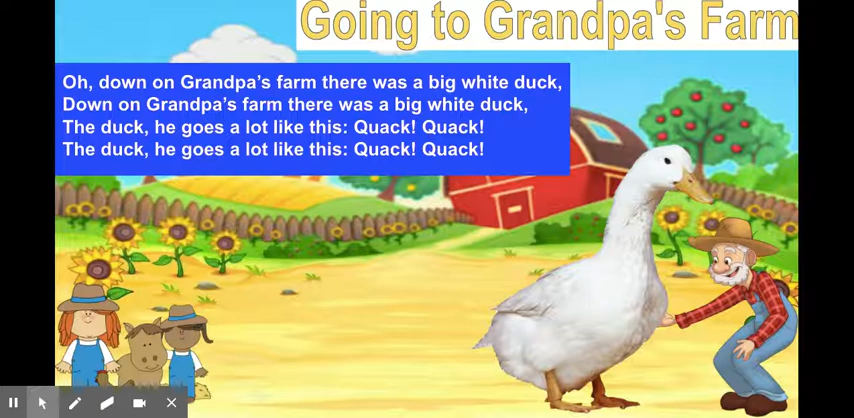 Going to Grandpa's Farm
Oh, down on Grandpa’s farm there was a big white duck,
Down on Grandpa’s farm there was a big white duck,
The duck, he goes a lot like this: Quack! Quack!
The duck, he goes a lot like this: Quack! Quack!